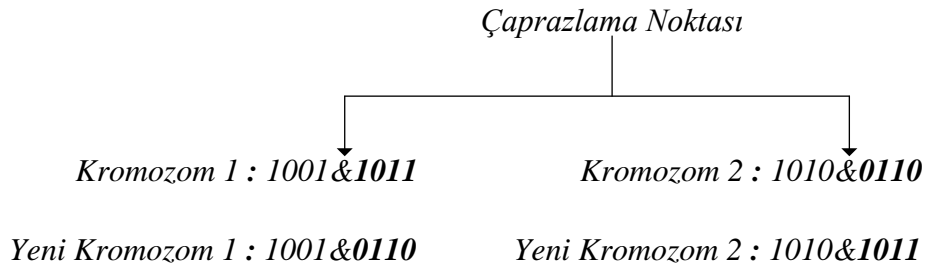 Çaprazlama Noktası
Kromozom 1 : 1001&1011 Kromozom 2 : 1010&0110
Yeni Kromozom 1 : 1001&0110 Yeni Kromozom 2 : 1010&1011